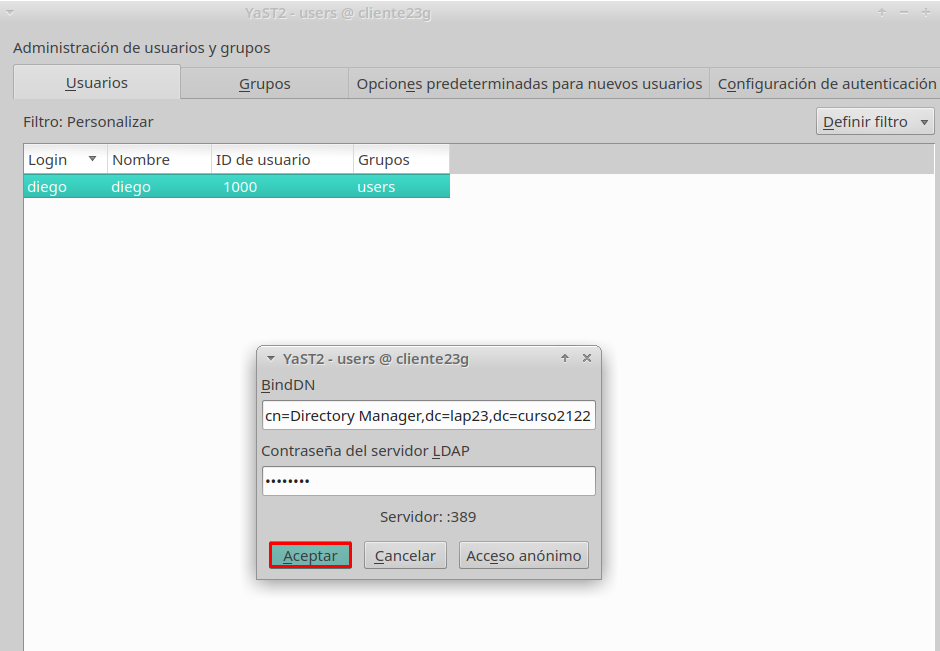 YaST2 - users @ cliente23g
Administración de usuarios y grupos
Usuarios Grupos Opciones predeterminadas para nuevos usuarios Configuración de autenticación
Filtro: Personalizar Definir filtro
Login Nombre ID de usuario Grupos
diego diego 1000 users
YaST2 - users @ cliente23g
BindDN
cn=Directory Manager,dc=lap23,dc=curso2122
Contraseña del servidor LDAP
••••••••
Servidor: :389
Aceptar Cancelar Acceso anónimo